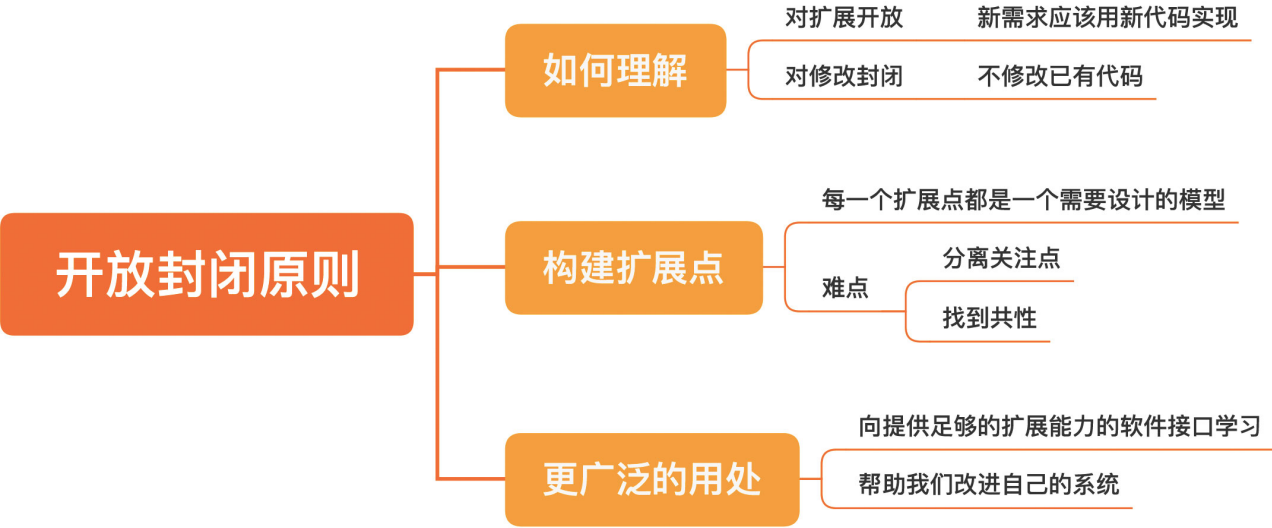 开放封闭原则
如何理解
对扩展开放 新需求应该用新代码实现
对修改封闭 不修改已有代码
构建扩展点
每一个扩展点都是一个需要设计的模型
难点
分离关注点
找到共性
更广泛的用处
向提供足够的扩展能力的软件接口学习
帮助我们改进自己的系统